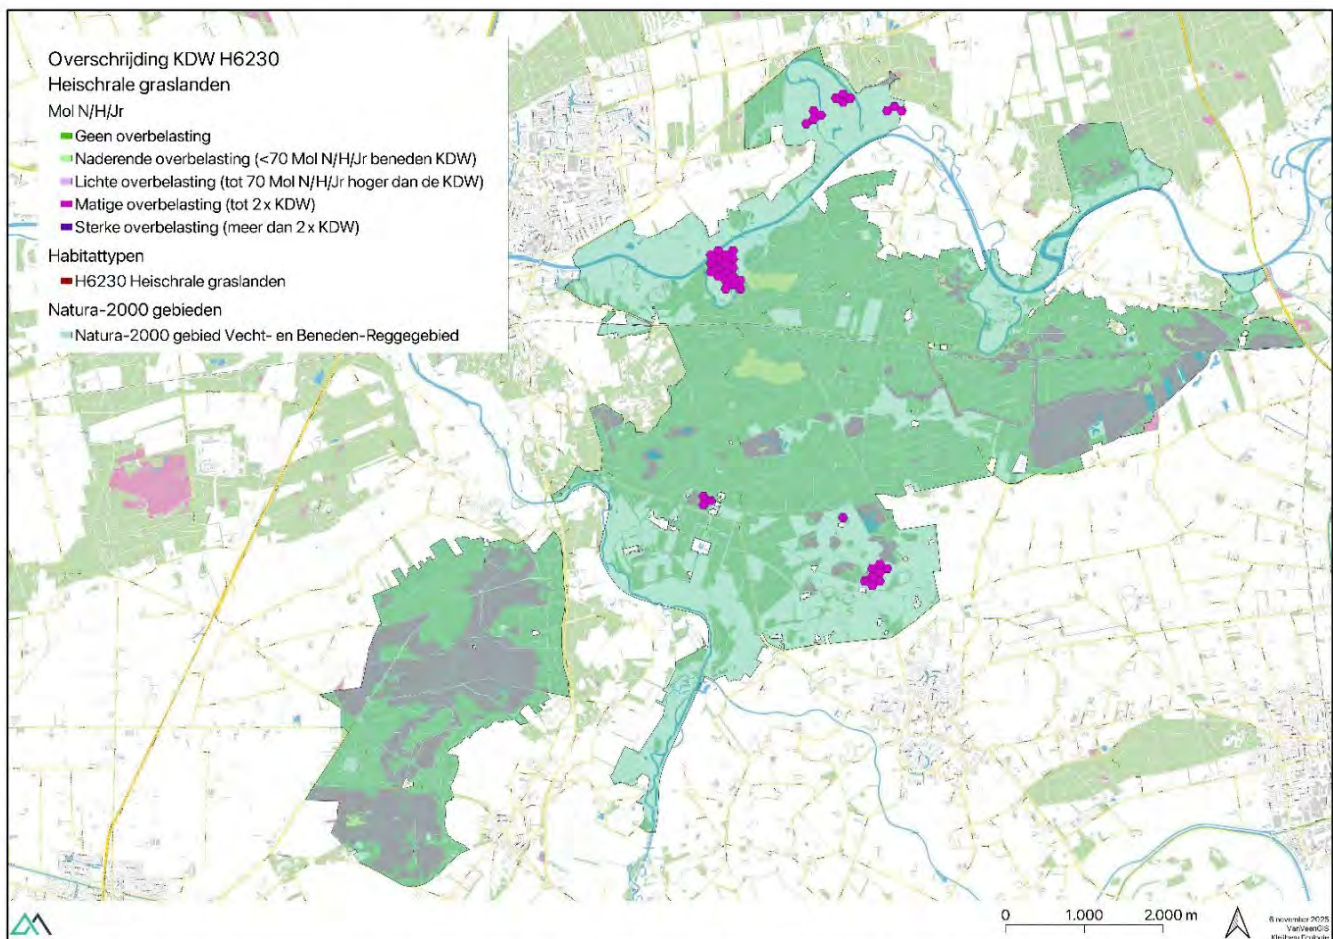 Overschrijding KDW H6230
Heischrale graslanden
Mol N/H/Jr
Geen overbelasting
Naderende overbelasting (<70 Mol N/H/Jr beneden KDW)
Lichte overbelasting (tot 70 Mol N/H/Jr hoger dan de KDW)
Matige overbelasting (tot 2 x KDW)
Sterke overbelasting (meer dan 2 x KDW)
Habitattypen
H6230 Heischrale graslanden
Natura-2000 gebieden
Natura-2000 gebied Vecht- en Beneden-Reggegebied
0 1.000 2.000 m
6 november 2025
VanVeenGIS